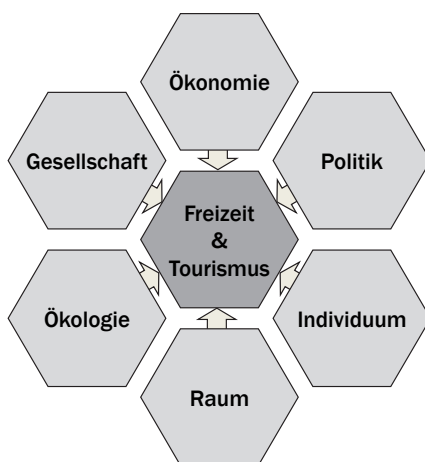 Ökonomie
Gesellschaft
Politik
Freizeit
&
Tourismus
Ökologie
Individuum
Raum